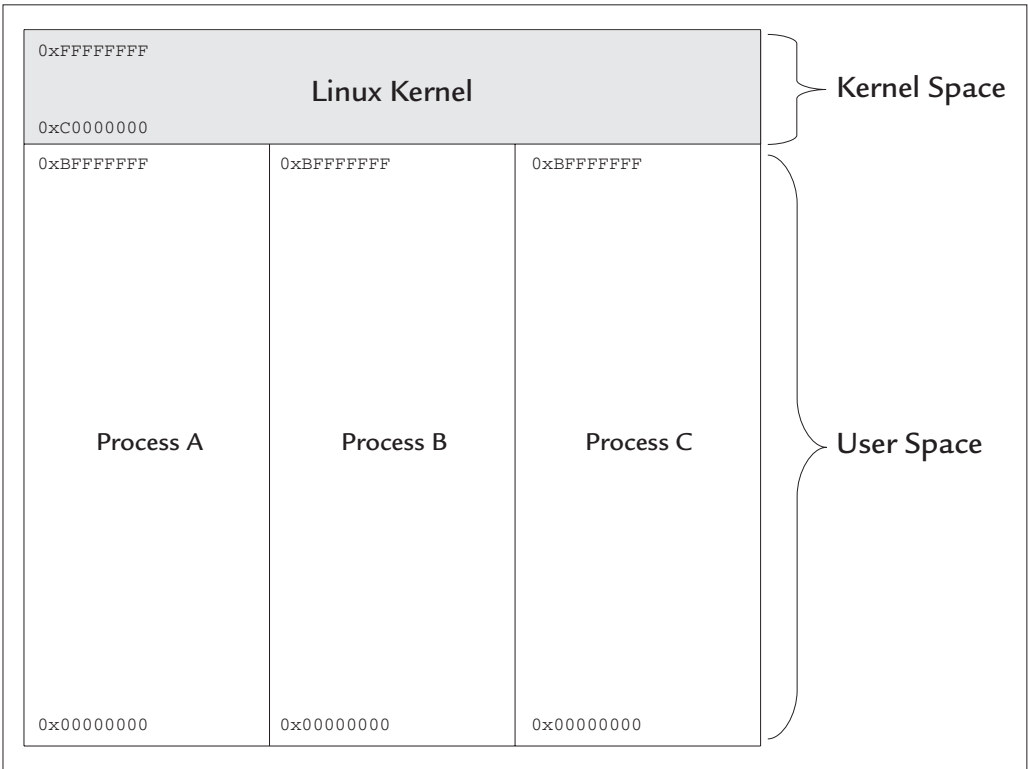 0xFFFFFFFF
Linux Kernel
Kernel Space
0xC0000000
0xBFFFFFFF 0xBFFFFFFF 0xBFFFFFFF
Process A Process B Process C
User Space
0x00000000 0x00000000 0x00000000